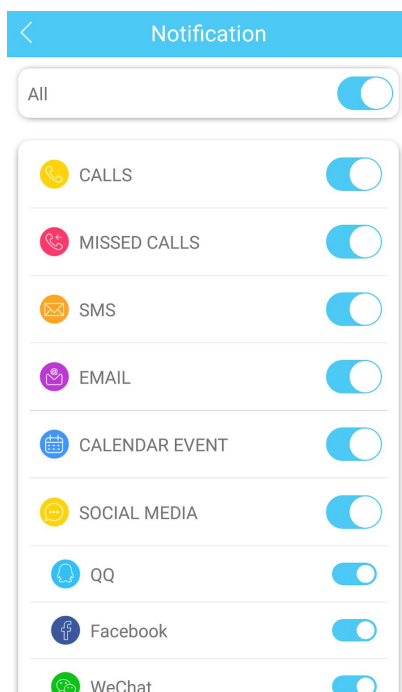 Notification
All
CALLS
MISSED CALLS
SMS
EMAIL
CALENDAR EVENT
SOCIAL MEDIA
QQ
Facebook
WeChat